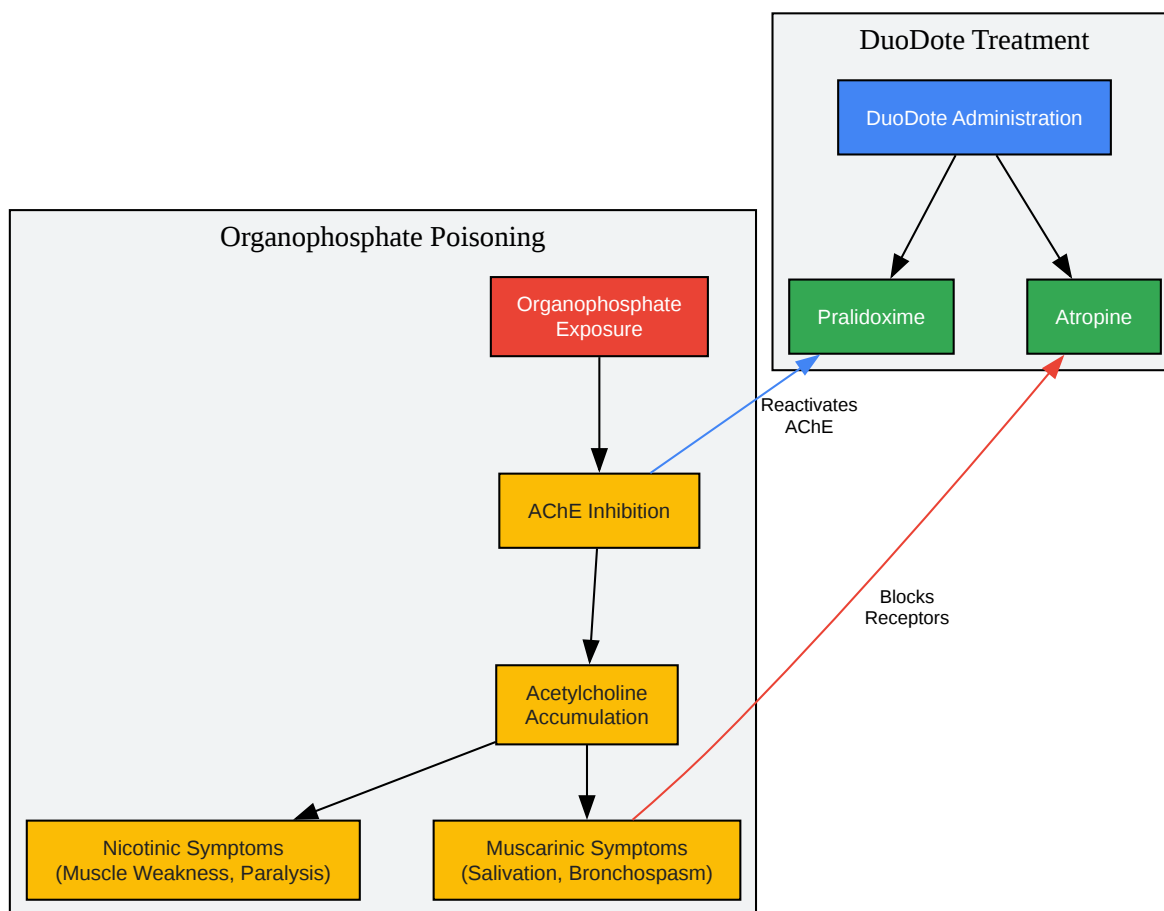 DuoDote Treatment
DuoDote Administration
Organophosphate Poisoning
Organophosphate
Exposure
Pralidoxime
Atropine
Reactivates
AChE
AChE Inhibition
Blocks
Receptors
Acetylcholine
Accumulation
Nicotinic Symptoms
(Muscle Weakness, Paralysis)
Muscarinic Symptoms
(Salivation, Bronchospasm)